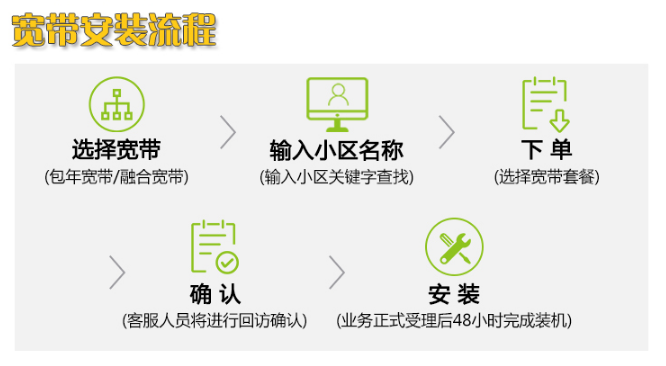 宽带安装流程
选择宽带
(包年宽带/融合宽带)
输入小区名称
(输入小区关键字查找)
下单
(选择宽带套餐)
确认
(客服人员将进行回访确认)
安装
(业务正式受理后48小时完成装机)